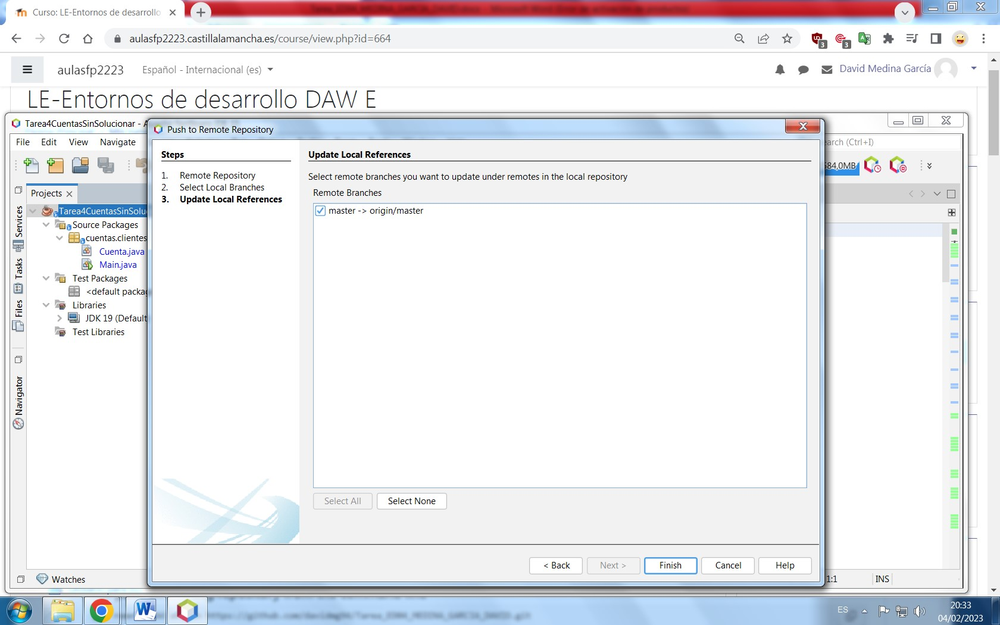 Curso: LE-Entornos de desarrollo
aulasfp2223.castillalamancha.es/course/view.php?id=664
3
3
aulasfp2223
Español - Internacional (es)
David Medina García
LE-Entornos de desarrollo DAW E
Tarea4CuentasSinSolucionar - A
Push to Remote Repository
File Edit View Navigate
earch (Ctrl+I)
584,0MB
Steps
1. Remote Repository
2. Select Local Branches
3. Update Local References
Update Local References
Select remote branches you want to update under remotes in the local repository
Remote Branches
master -> origin/master
Projects
Services
Tasks
Files
Navigator
Tarea4CuentasSinSolu
Source Packages
cuentas.clientes
Cuenta.java
Main.java
Test Packages
<default packag
Libraries
JDK 19 (Default
Test Libraries
Select All
Select None
< Back
Next >
Finish
Cancel
Help
Watches
1:1
INS
ES
20:33
04/02/2023